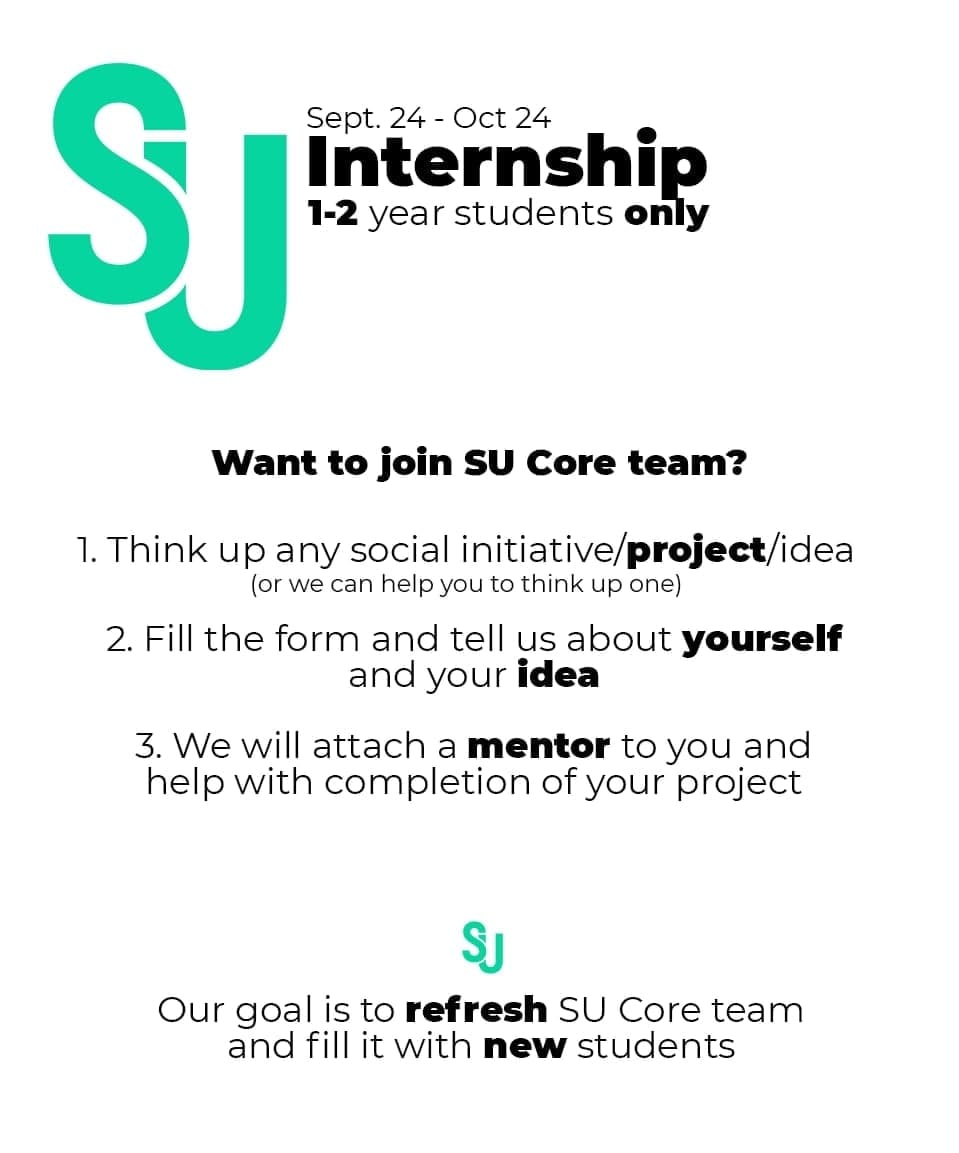 SU
Sept. 24 - Oct 24
Internship
1-2 year students only
Want to join SU Core team?
1. Think up any social initiative/project/idea
(or we can help you to think up one)
2. Fill the form and tell us about yourself
and your idea
3. We will attach a mentor to you and
help with completion of your project
SU
Our goal is to refresh SU Core team
and fill it with new students